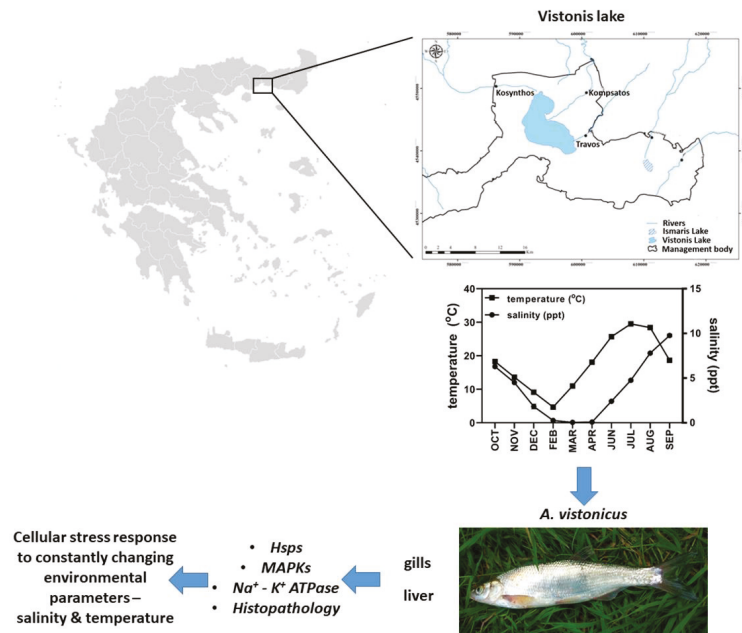 Vistonis lake
Kosynthos
Kompsatos
Travos
Rivers
Ismaris Lake
Vistonis Lake
Management body
temperature (°C)
salinity (ppt)
temperature (°C)
salinity (ppt)
40
30
20
10
0
15
10
5
0
OCT
NOV
DEC
FEB
MAR
APR
JUN
JUL
AUG
SEP
A. vistonicus
gills
liver
• Hsps
• MAPKs
• Na⁺ - K⁺ ATPase
• Histopathology
Cellular stress response
to constantly changing
environmental
parameters –
salinity & temperature